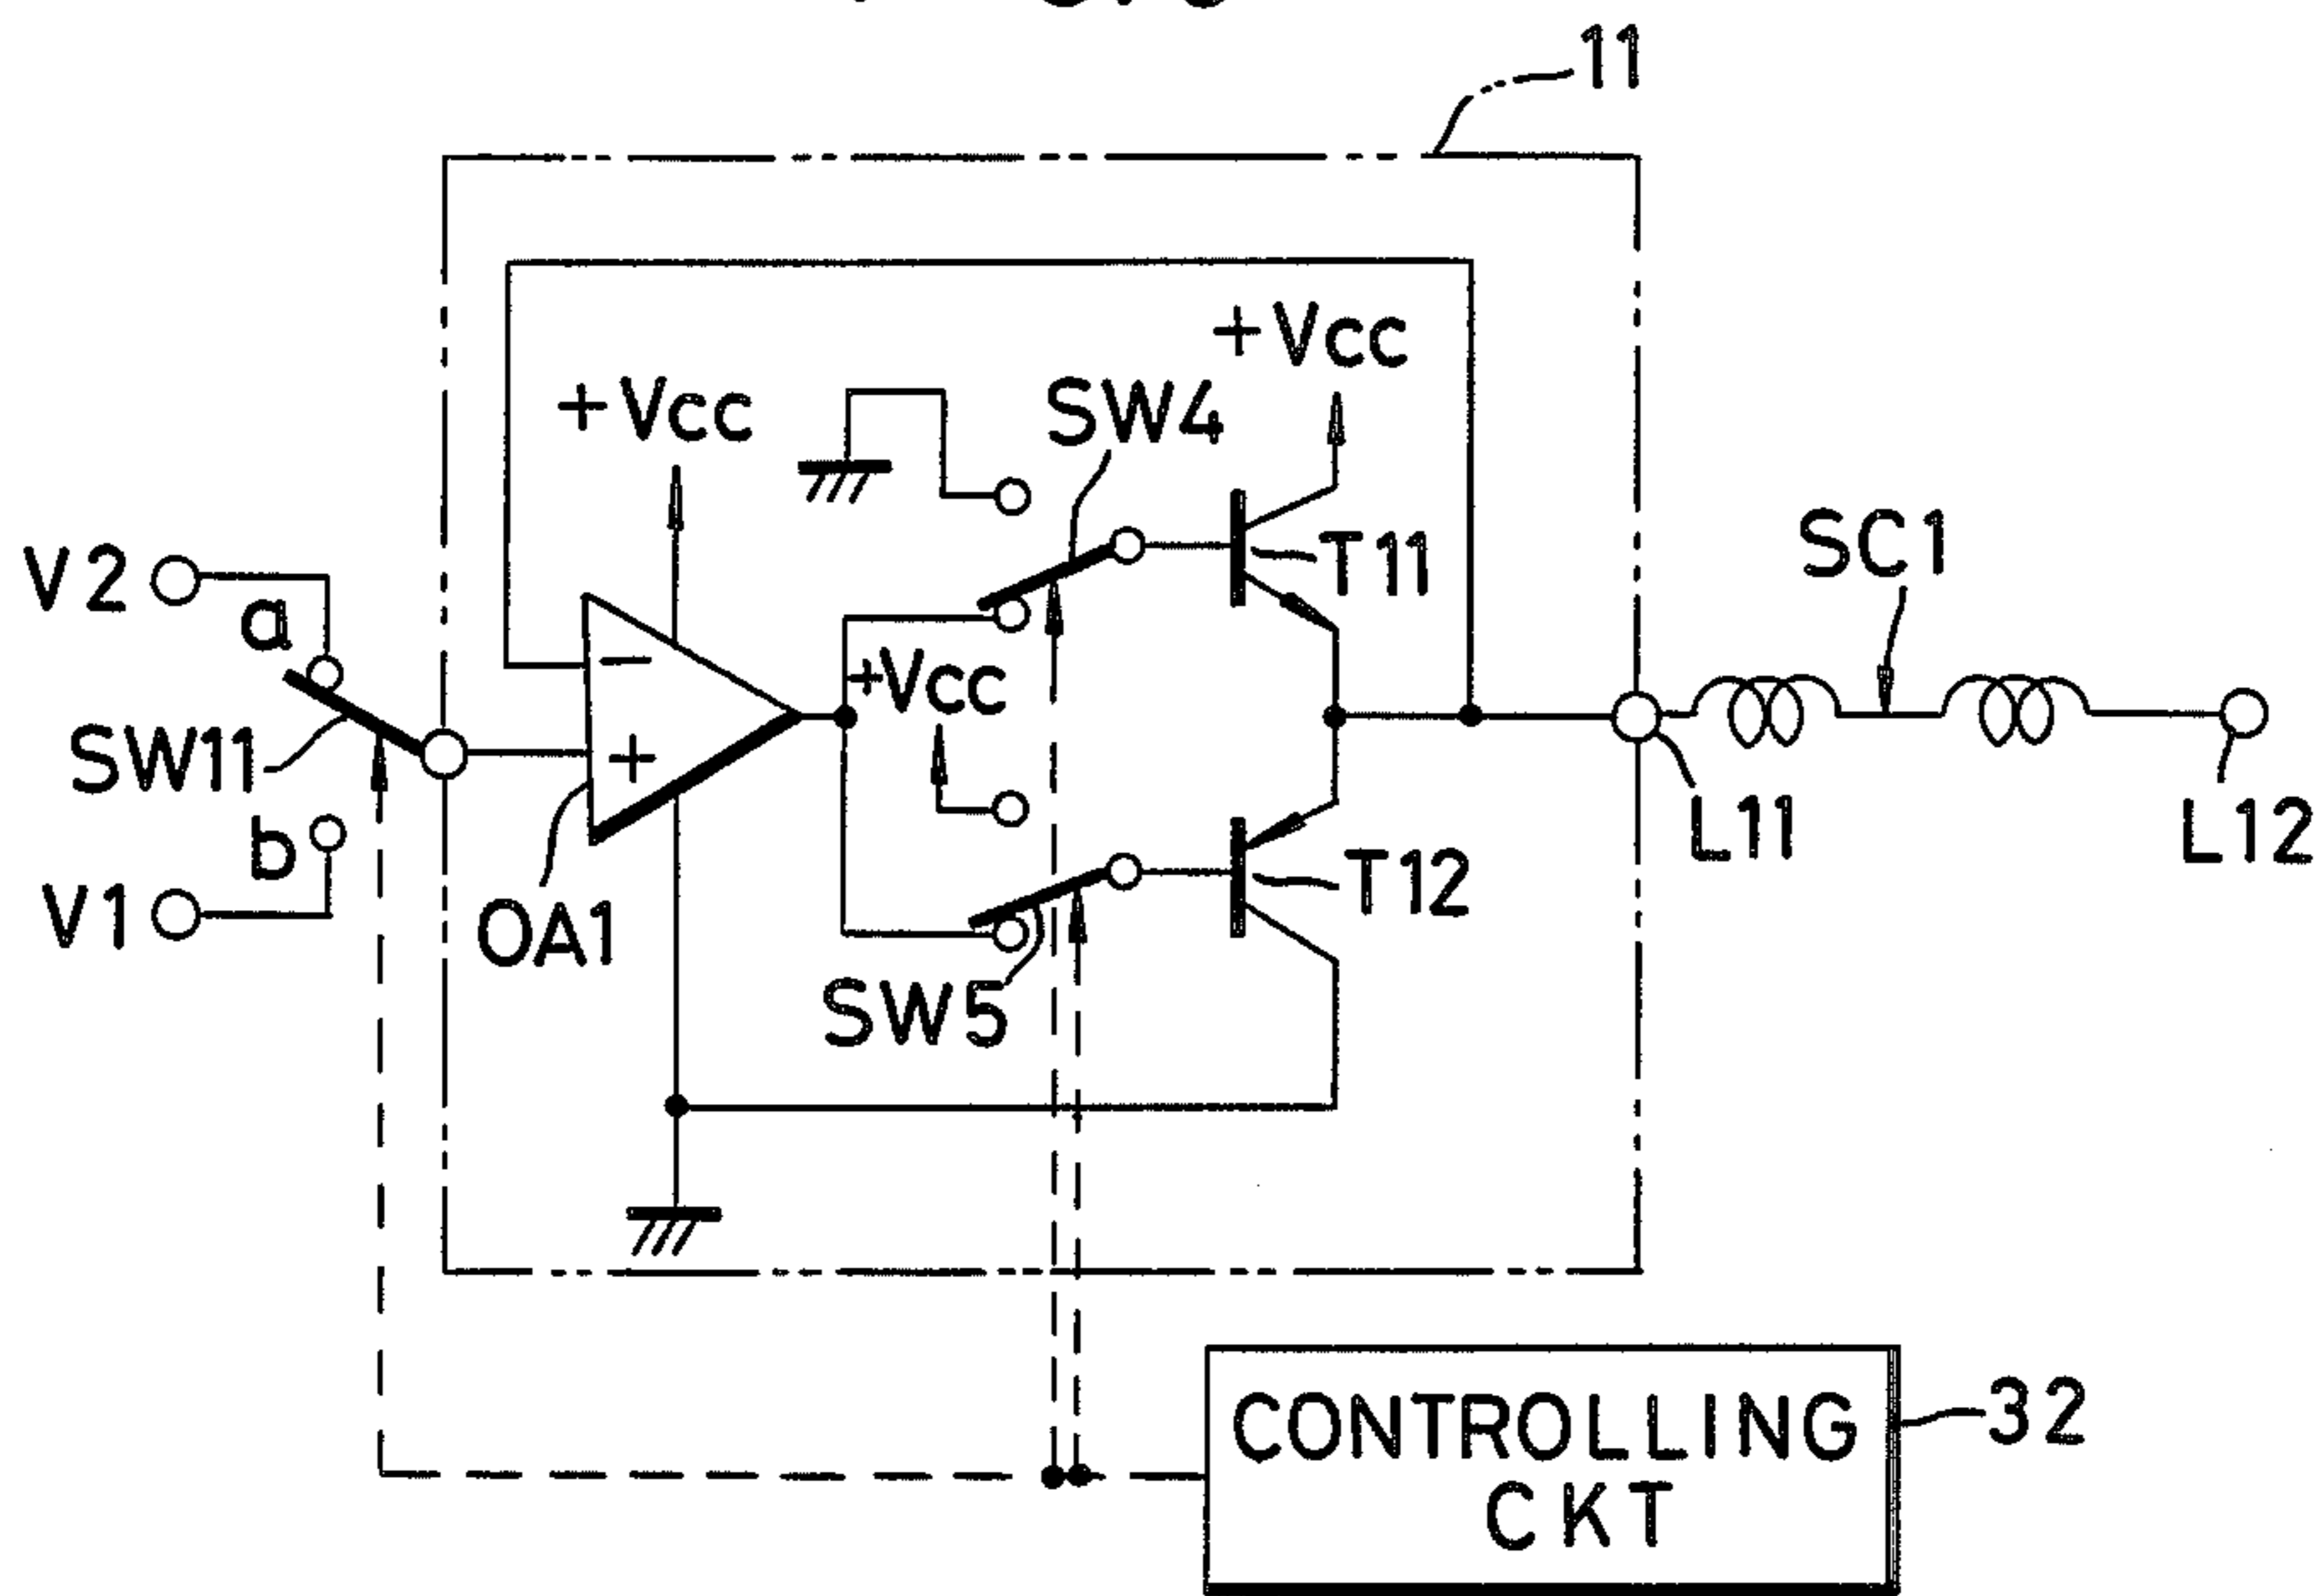 11
+Vcc
+Vcc
SW4
V2
a
T11
SC1
-
+Vcc
SW11
+
b
L11
L12
V1
OA1
T12
SW5
CONTROLLING
CKT
32